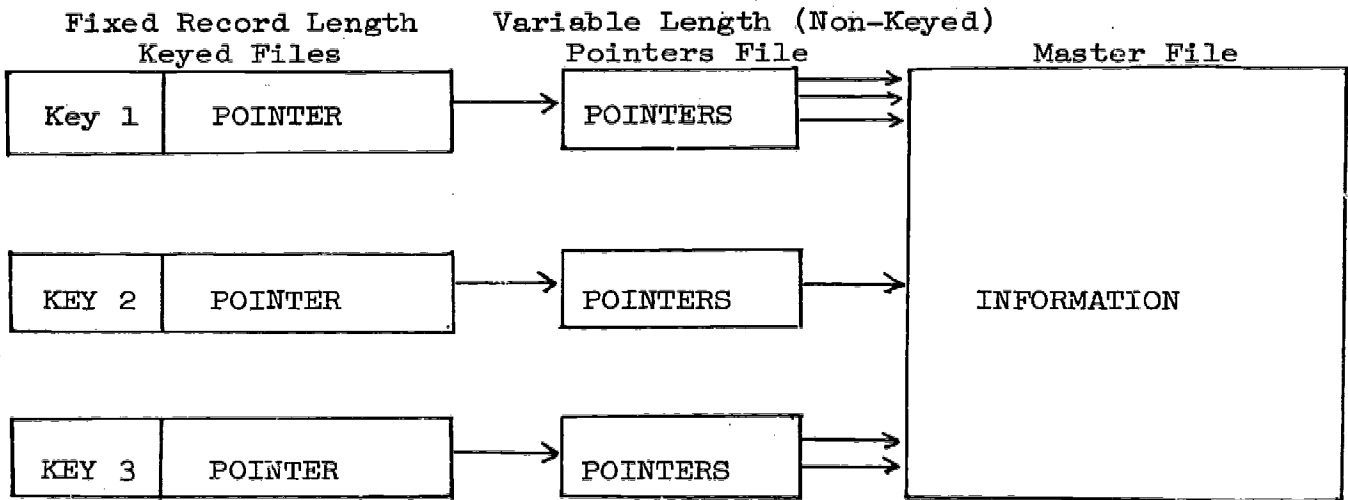 Fixed Record Length Keyed Files
Variable Length (Non-Keyed) Pointers File
Master File
Key 1 POINTER POINTERS
KEY 2 POINTER POINTERS INFORMATION
KEY 3 POINTER POINTERS